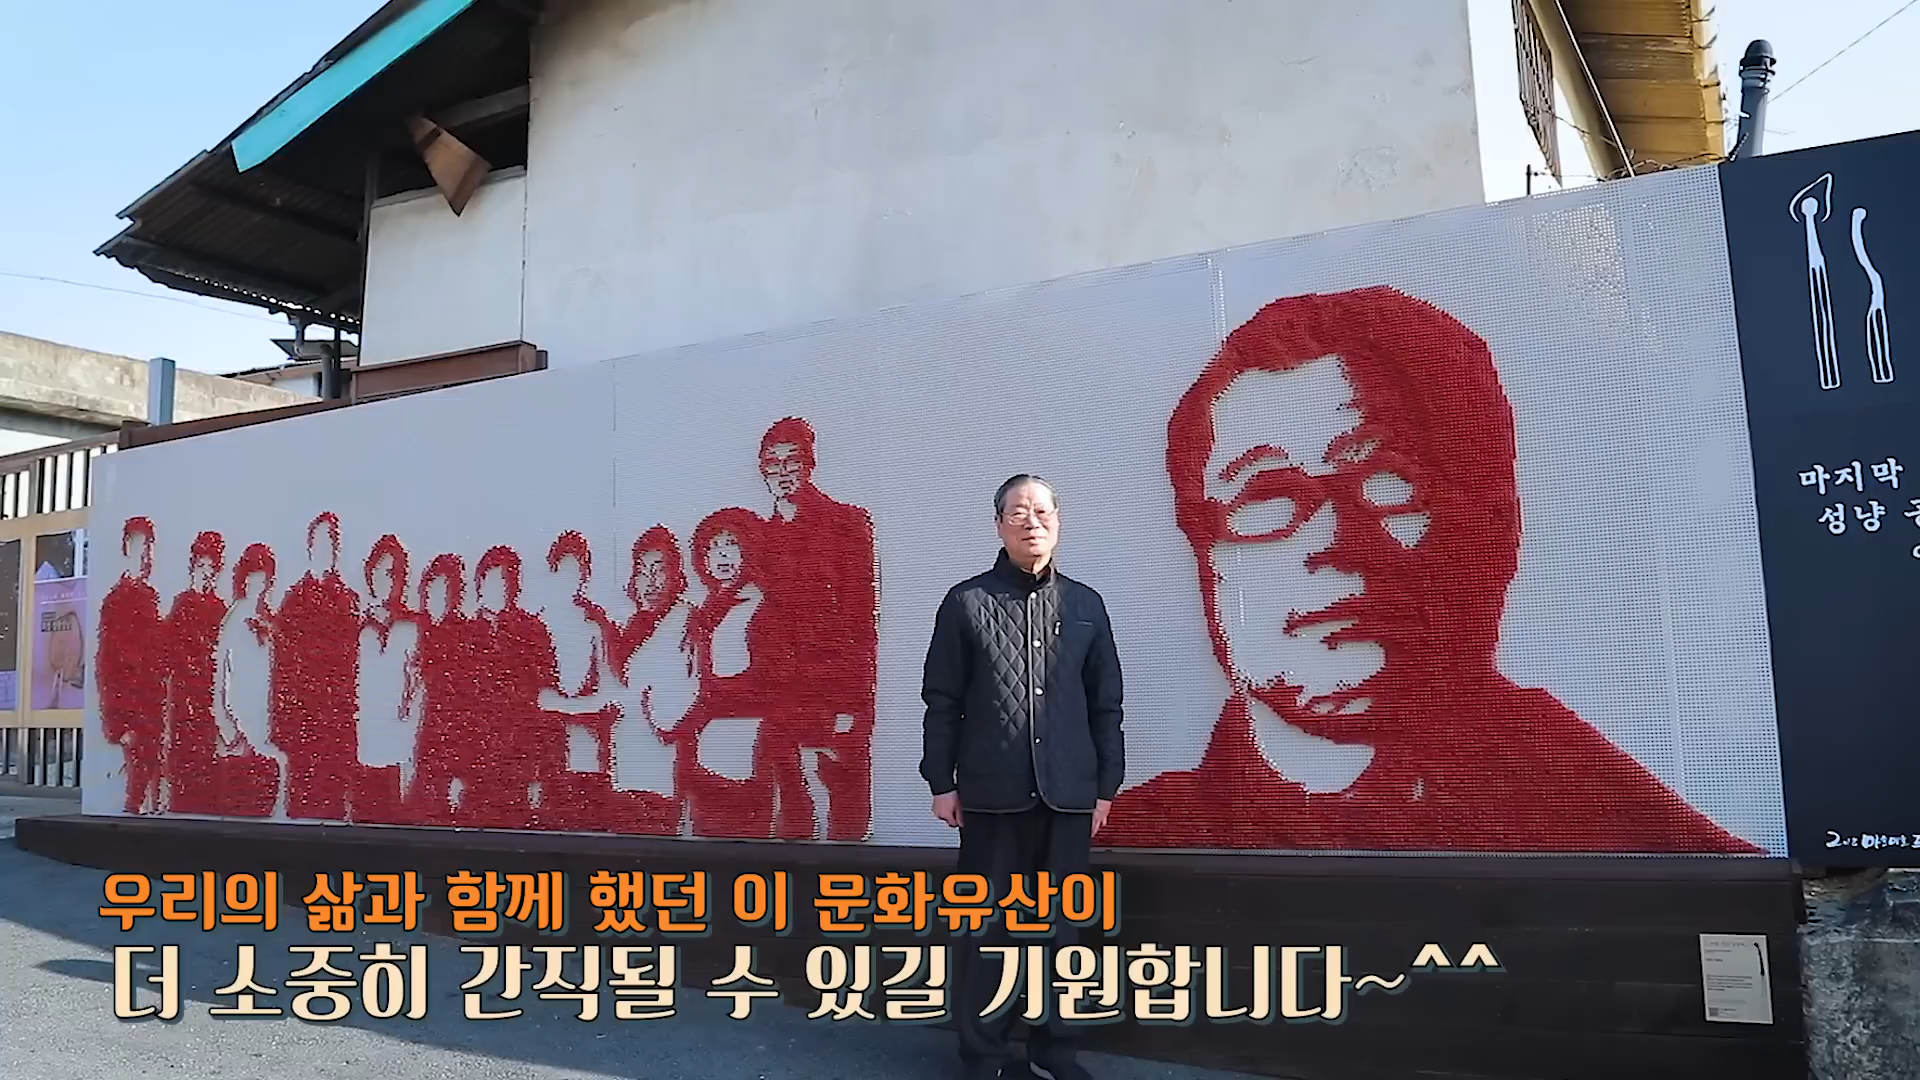 마지막
성냥
우리의 삶과 함께 했던 이 문화유산이
더 소중히 간직될 수 있길 기원합니다~^^